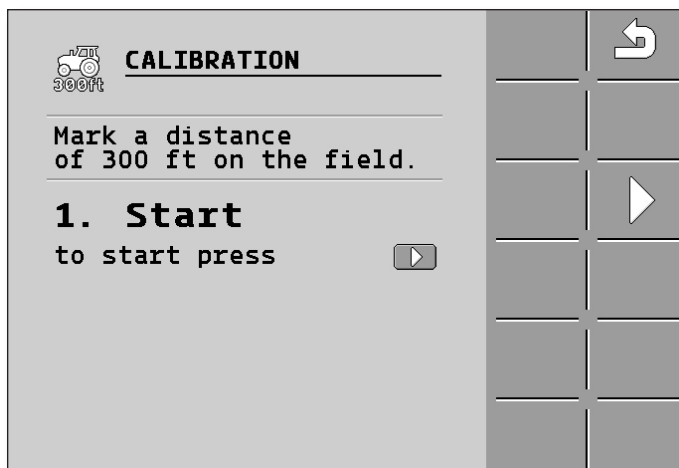 300ft
CALIBRATION
Mark a distance
of 300 ft on the field.
1. Start
to start press